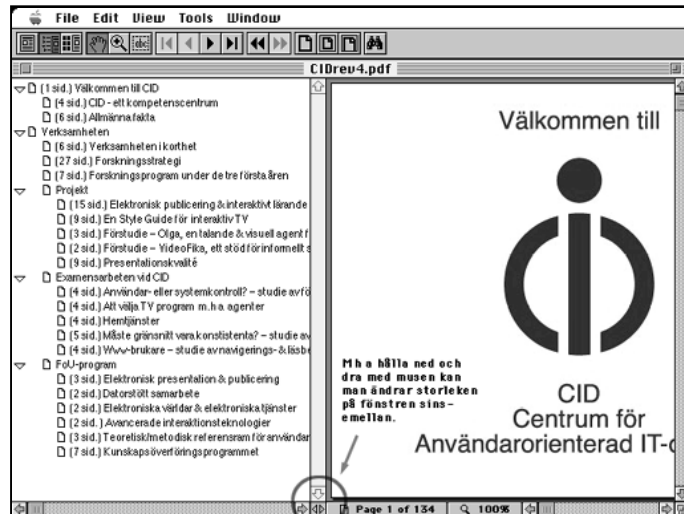 File Edit View Tools Window
abc
CIDrev4.pdf
(1 sid.) Välkommen till CID
(4 sid.) CID - ett kompetenscentrum
(6 sid.) Allmänna fakta
Verksamheten
(6 sid.) Verksamheten i korthet
(27 sid.) Forskningsstrategi
(7 sid.) Forskningsprogram under de tre första åren
Projekt
(15 sid.) Elektronisk publicering & interaktivt lärande
(9 sid.) En Style Guide för interaktiv TV
(3 sid.) Förstudie – Olga, en talande & visuell agent f
(2 sid.) Förstudie – VideoFika, ett stöd för informellt s
(9 sid.) Presentationskvalité
Examensarbeten vid CID
(4 sid.) Användar- eller systemkontroll? – studie av fö
(4 sid.) Att välja TV program m.h.a agenter
(4 sid.) Hemtjänster
(5 sid.) Måste gränsnitt vara konstistenta? – studie av
(4 sid.) Www-brukare – studie av navigerings- & läsbe
FoU-program
(3 sid.) Elektronisk presentation & publicering
(2 sid.) Datorstött samarbete
(2 sid.) Elektroniska världar & elektroniska tjänster
(2 sid. ) Avancerade interaktionsteknologier
(3 sid.) Teoretisk/metodisk referensram för användar
(7 sid.) Kunskapsöverföringsprogrammet
Välkommen till
M h a hålla ned och
dra med musen kan
man ändrar storleken
på fönstren sins-
emellan.
CID
Centrum för
Användarorienterad IT-d
Page 1 of 134 100%